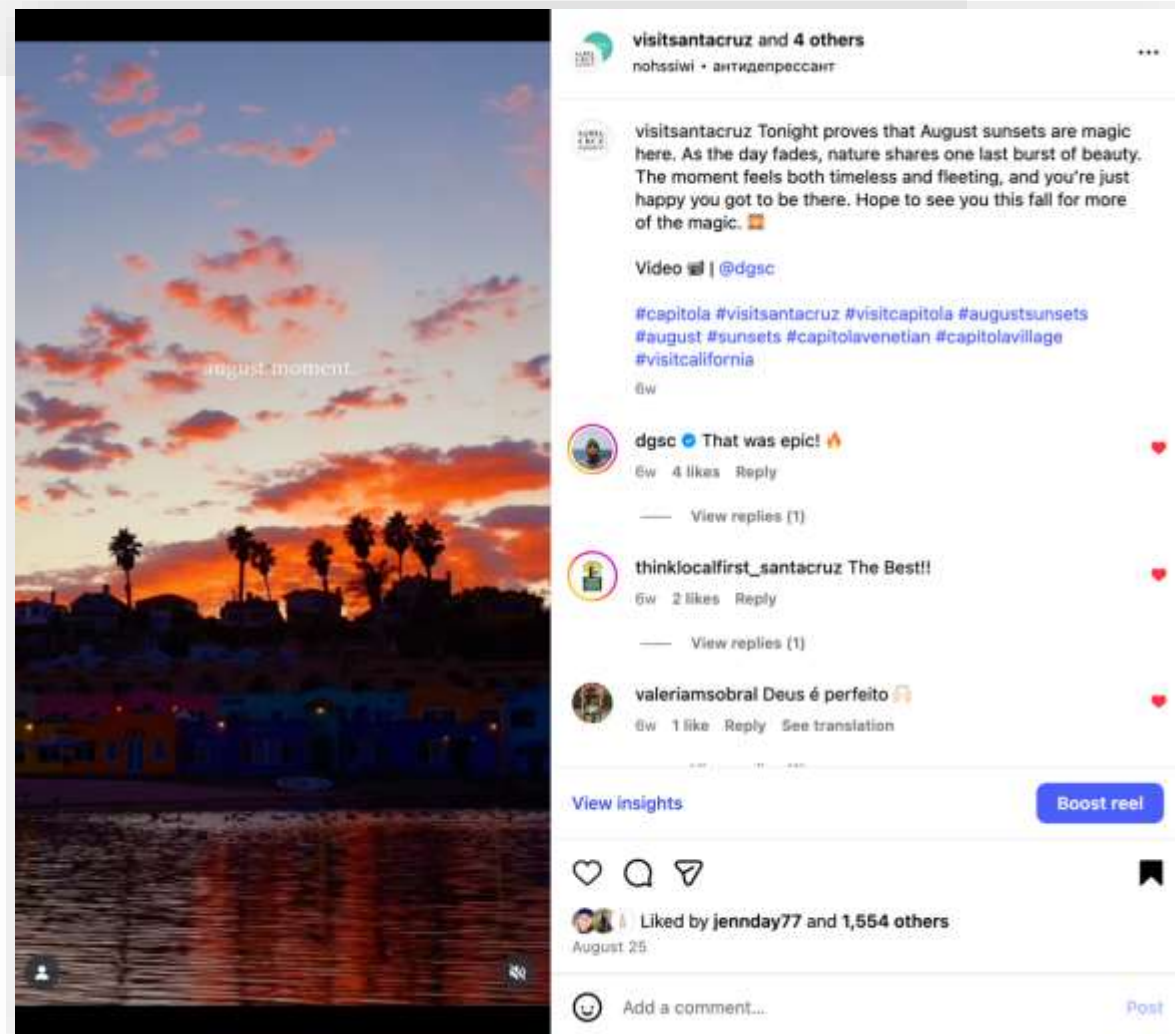 august moment.
visitsantacruz and 4 others
nohssiwi • антидепрессант
visitsantacruz Tonight proves that August sunsets are magic
here. As the day fades, nature shares one last burst of beauty.
The moment feels both timeless and fleeting, and you're just
happy you got to be there. Hope to see you this fall for more
of the magic. 🌅
Video 📹 | @dgsc
#capitola #visitsantacruz #visitcapitola #augustsunsets
#august #sunsets #capitolavenetian #capitolavillage
#visitcalifornia
6w
dgsc That was epic! 🔥
6w 4 likes Reply
View replies (1)
thinklocalfirst_santacruz The Best!!
6w 2 likes Reply
View replies (1)
valeriamsobral Deus é perfeito 🙌🏻
6w 1 like Reply See translation
View insights
Boost reel
Liked by jennday77 and 1,554 others
August 25
Add a comment...
Post